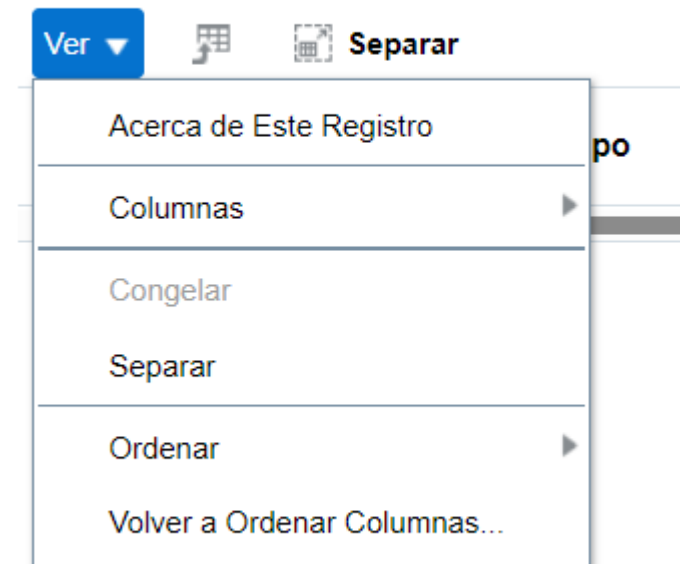 Ver
Separar
Acerca de Este Registro
po
Columnas
Congelar
Separar
Ordenar
Volver a Ordenar Columnas...